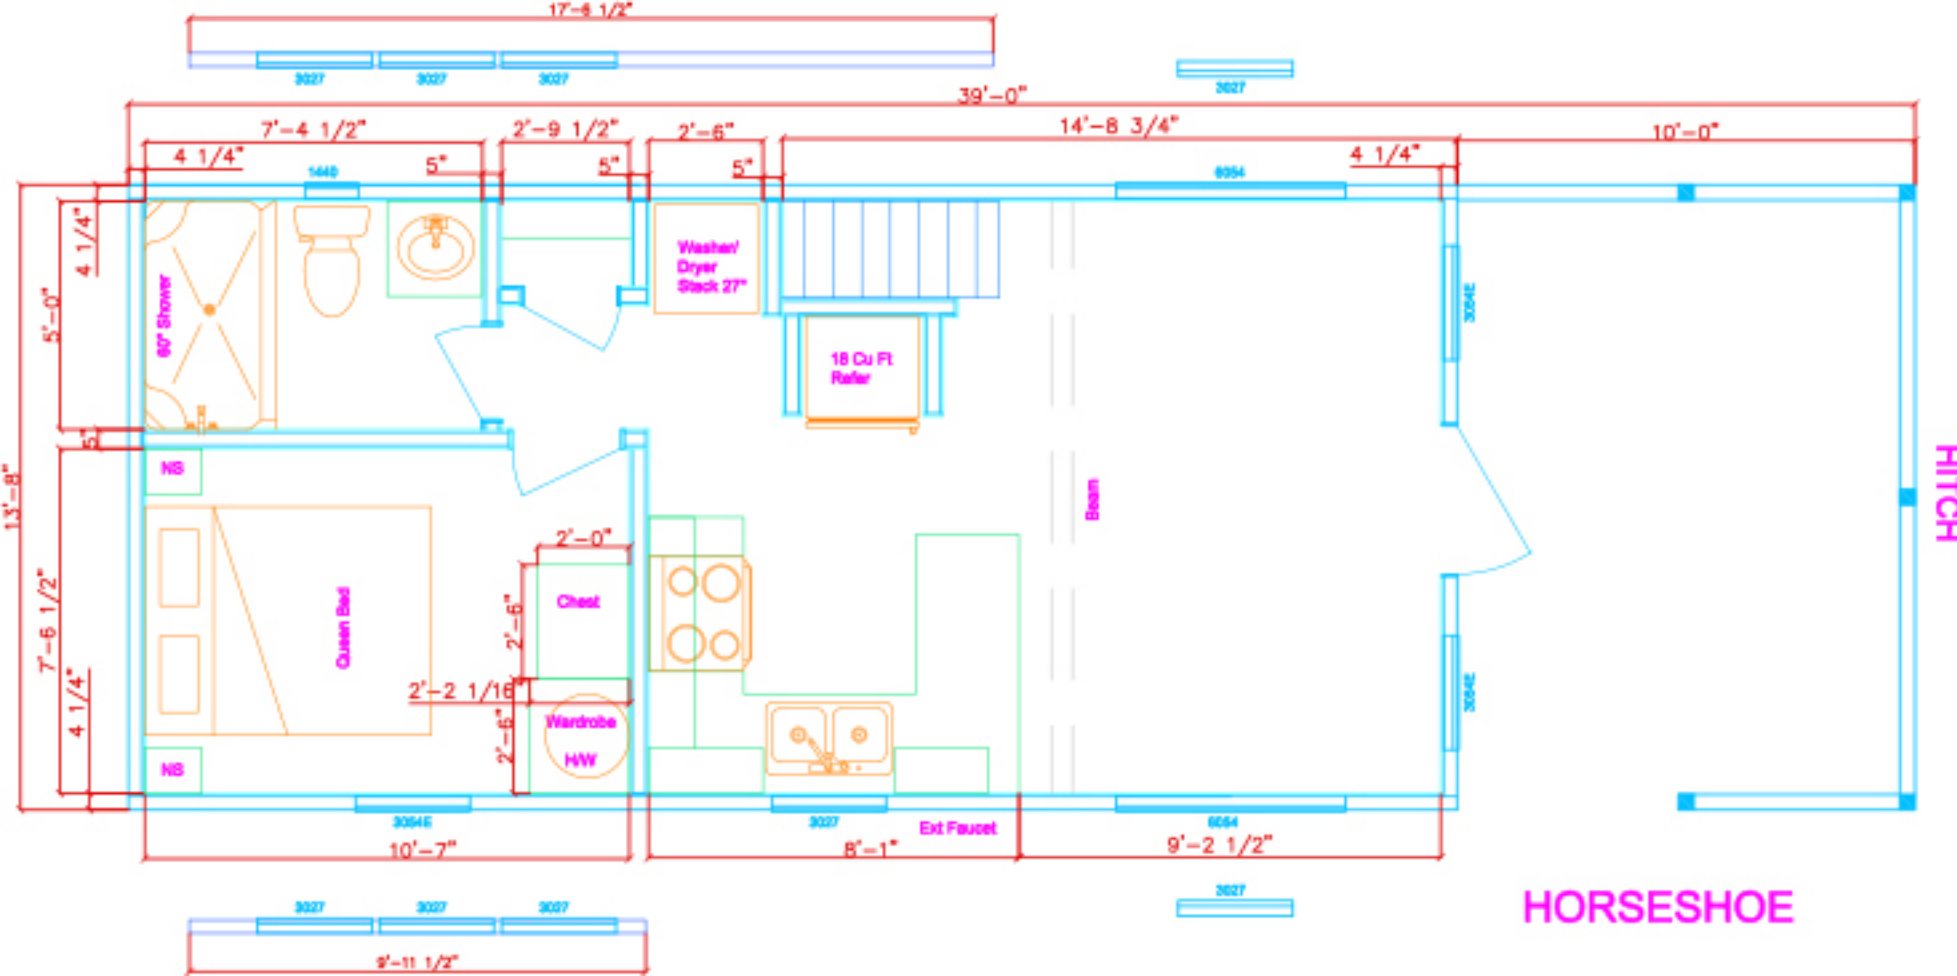 17'-6 1/2"
3027 3027 3027
3027
39'-0"
7'-4 1/2" 2'-9 1/2" 2'-6" 14'-8 3/4" 10'-0"
4 1/4" 5" 5" 5" 4 1/4"
1440 6054
4 1/4"
5'-0"
60" Shower
Washer/
Dryer
Stack 27"
3054E
18 Cu Ft
Refer
5"
13'-8"
NS
Beam
HITCH
2'-0"
7'-6 1/2"
Queen Bed
2'-6"
Chest
4 1/4"
2'-2 1/16
2'-6"
Wardrobe
H/W
3054E
NS
3054E 3027 Ext Faucet 6054
10'-7" 8'-1" 9'-2 1/2"
3027 3027 3027
3027
HORSESHOE
9'-11 1/2"